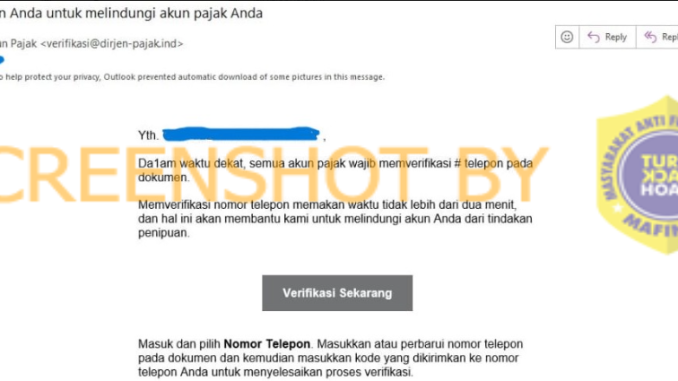 n Anda untuk melindungi akun pajak Anda
un Pajak <verifikasi@dirjen-pajak.ind>
Reply
Repl
o help protect your privacy, Outlook prevented automatic download of some pictures in this message.
Yth.
,
Da1am waktu dekat, semua akun pajak wajib memverifikasi # telepon pada
dokumen.
CREENSHOT BY
MASYARAKAT ANTI F
TUR
BACK
HOA
MAFIN
Memverifikasi nomor telepon memakan waktu tidak lebih dari dua menit,
dan hal ini akan membantu kami untuk melindungi akun Anda dari tindakan
penipuan.
Verifikasi Sekarang
Masuk dan pilih Nomor Telepon. Masukkan atau perbarui nomor telepon
pada dokumen dan kemudian masukkan kode yang dikirimkan ke nomor
telepon Anda untuk menyelesaikan proses verifikasi.